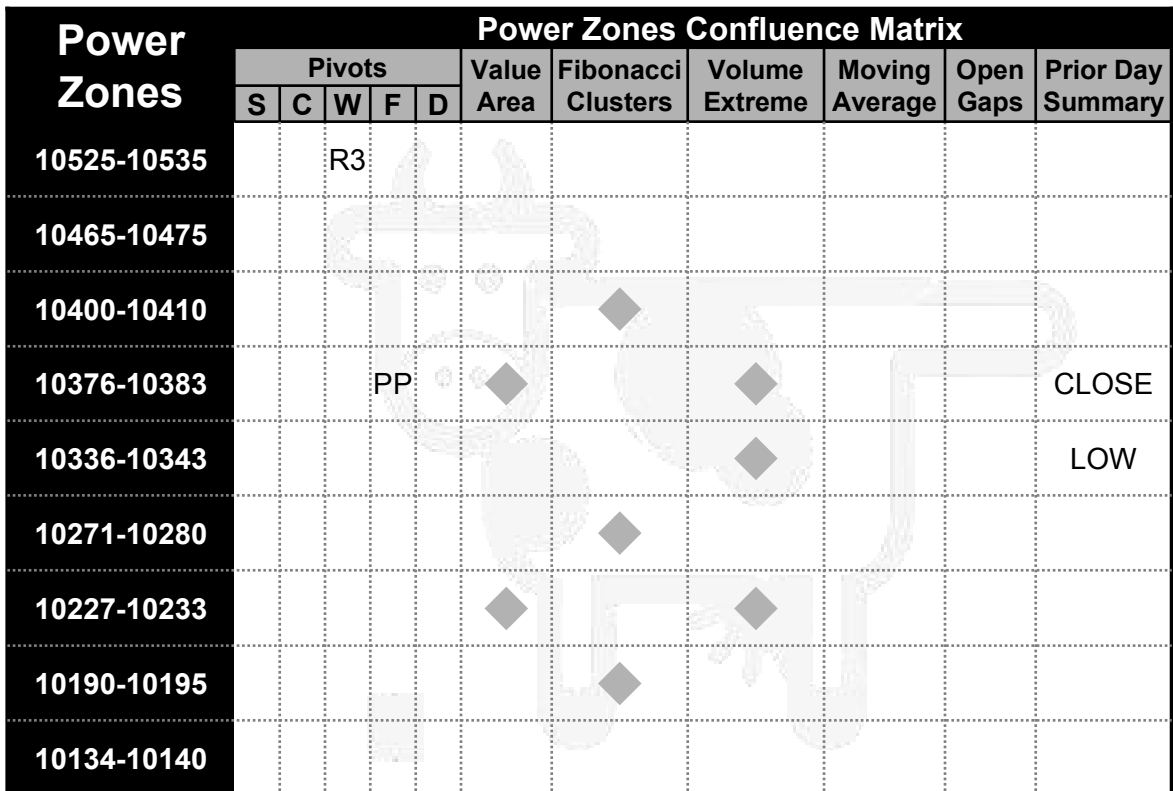 Power Zones
Power Zones Confluence Matrix
Pivots
Value Area
Fibonacci Clusters
Volume Extreme
Moving Average
Open Gaps
Prior Day Summary
S C W F D
10525-10535 R3
10465-10475
10400-10410
10376-10383 PP CLOSE
10336-10343 LOW
10271-10280
10227-10233
10190-10195
10134-10140